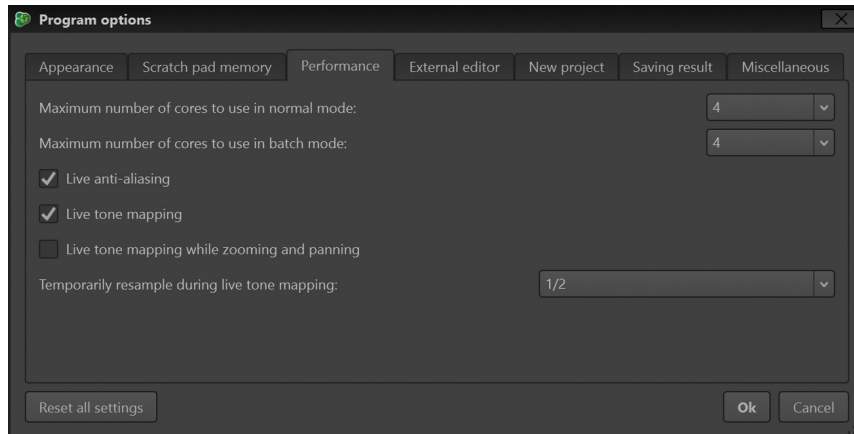 Program options
Appearance Scratch pad memory Performance External editor New project Saving result Miscellaneous
Maximum number of cores to use in normal mode: 4
Maximum number of cores to use in batch mode: 4
Live anti-aliasing
Live tone mapping
Live tone mapping while zooming and panning
Temporarily resample during live tone mapping: 1/2
Reset all settings Ok Cancel